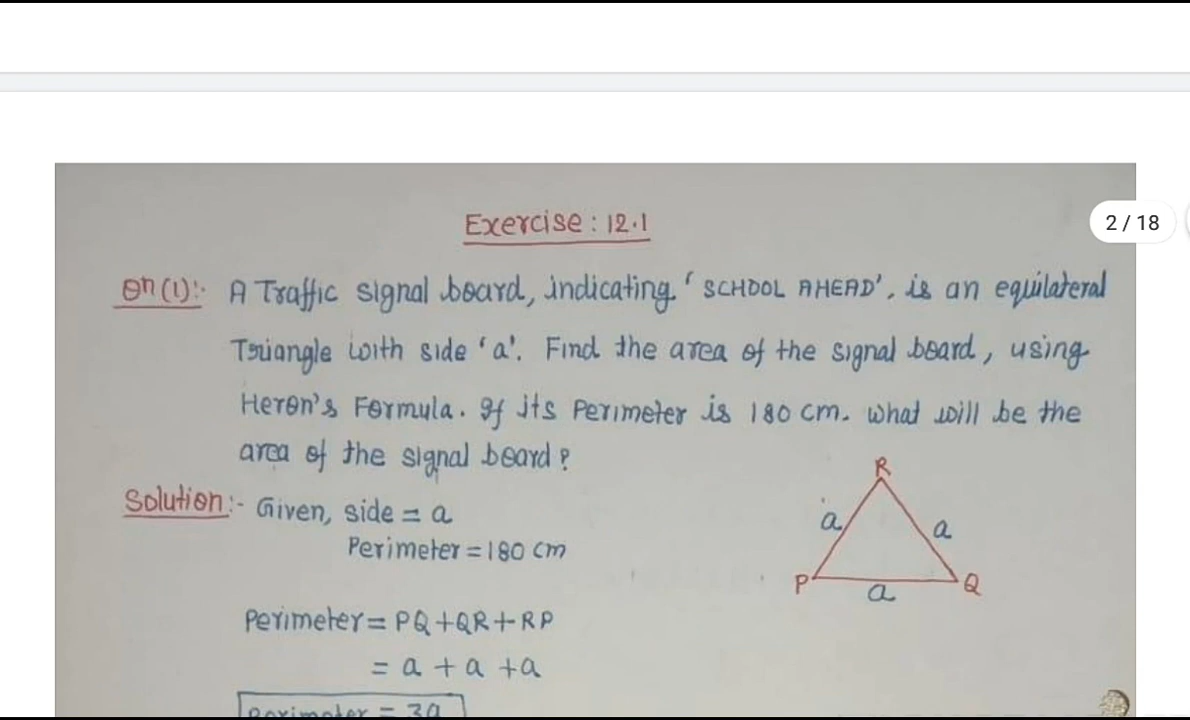 2 / 18
Exercise : 12.1
Qn (1):- A Traffic signal board, indicating 'SCHOOL AHEAD', is an equilateral
Triangle with side 'a'. Find the area of the signal board, using
Heron's Formula. If its Perimeter is 180 cm. what will be the
area of the signal board?
Solution:- Given, side = a
Perimeter = 180 cm
R
a
a
P
a
Q
Perimeter = PQ + QR + RP
= a + a + a
Perimeter = 3a